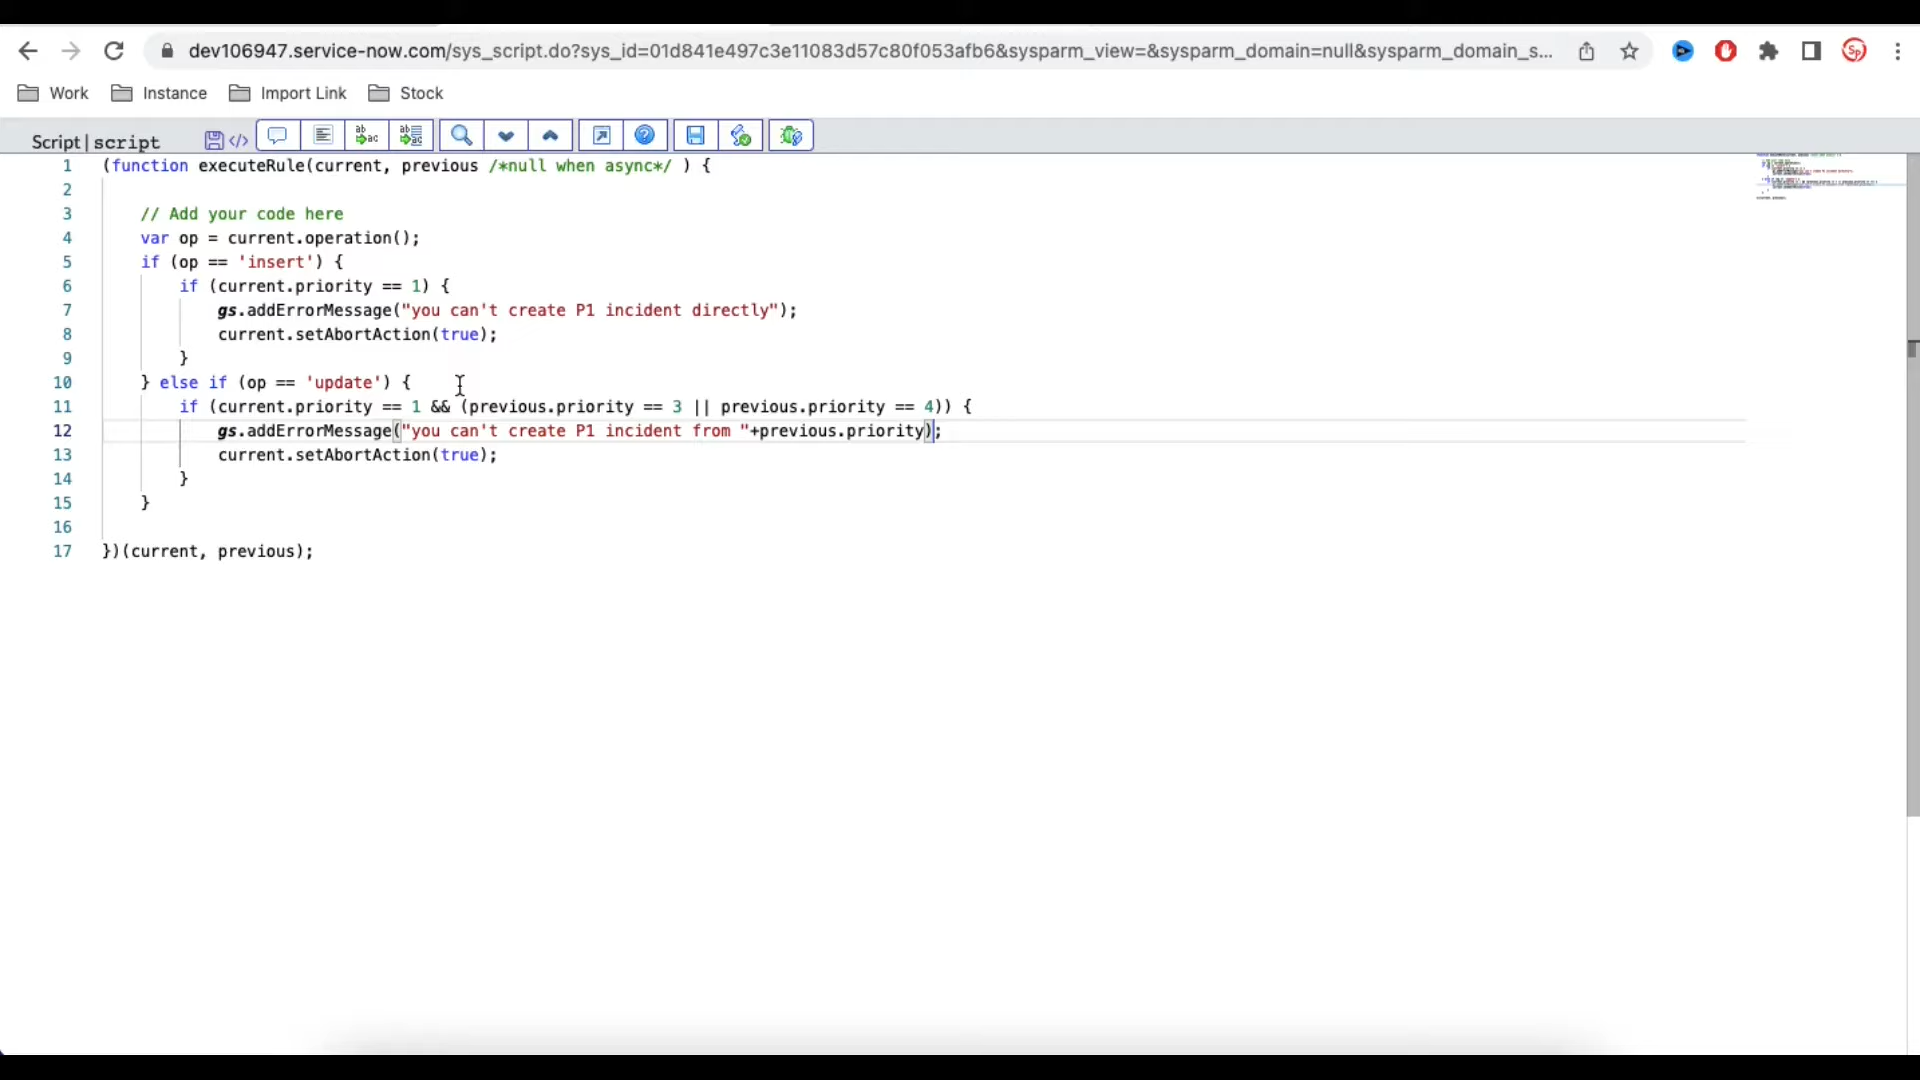 dev106947.service-now.com/sys_script.do?sys_id=01d841e497c3e11083d57c80f053afb6&sysparm_view=&sysparm_domain=null&sysparm_domain_s...
Work Instance Import Link Stock
Script|script
1 (function executeRule(current, previous /*null when async*/ ) {
2
3 // Add your code here
4 var op = current.operation();
5 if (op == 'insert') {
6 if (current.priority == 1) {
7 gs.addErrorMessage("you can't create P1 incident directly");
8 current.setAbortAction(true);
9 }
10 } else if (op == 'update') {
11 if (current.priority == 1 && (previous.priority == 3 || previous.priority == 4)) {
12 gs.addErrorMessage("you can't create P1 incident from "+previous.priority);
13 current.setAbortAction(true);
14 }
15 }
16
17 })(current, previous);